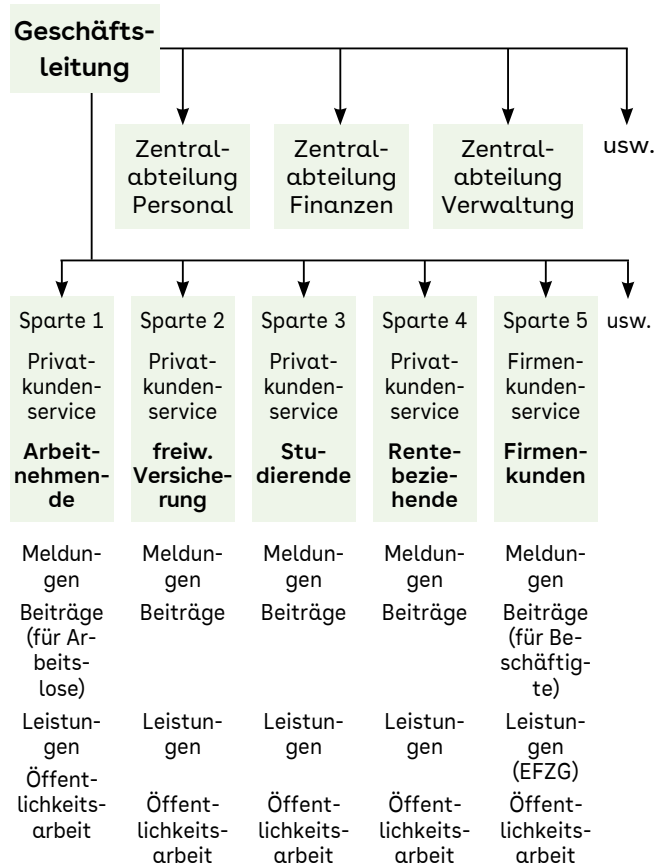 Geschäfts-
leitung
Zentral-
abteilung
Personal
Zentral-
abteilung
Finanzen
Zentral-
abteilung
Verwaltung
usw.
Sparte 1
Privat-
kunden-
service
Arbeit-
nehmen-
de
Meldun-
gen
Beiträge
(für Ar-
beits-
lose)
Leistun-
gen
Öffent-
lichkeits-
arbeit
Sparte 2
Privat-
kunden-
service
freiw.
Versiche-
rung
Meldun-
gen
Beiträge
Leistun-
gen
Öffent-
lichkeits-
arbeit
Sparte 3
Privat-
kunden-
service
Stu-
dierende
Meldun-
gen
Beiträge
Leistun-
gen
Öffent-
lichkeits-
arbeit
Sparte 4
Privat-
kunden-
service
Rente-
bezie-
hende
Meldun-
gen
Beiträge
Leistun-
gen
Öffent-
lichkeits-
arbeit
Sparte 5
Firmen-
kunden-
service
Firmen-
kunden
Meldun-
gen
Beiträge
(für Be-
schäftig-
te)
Leistun-
gen
(EFZG)
Öffent-
lichkeits-
arbeit
usw.